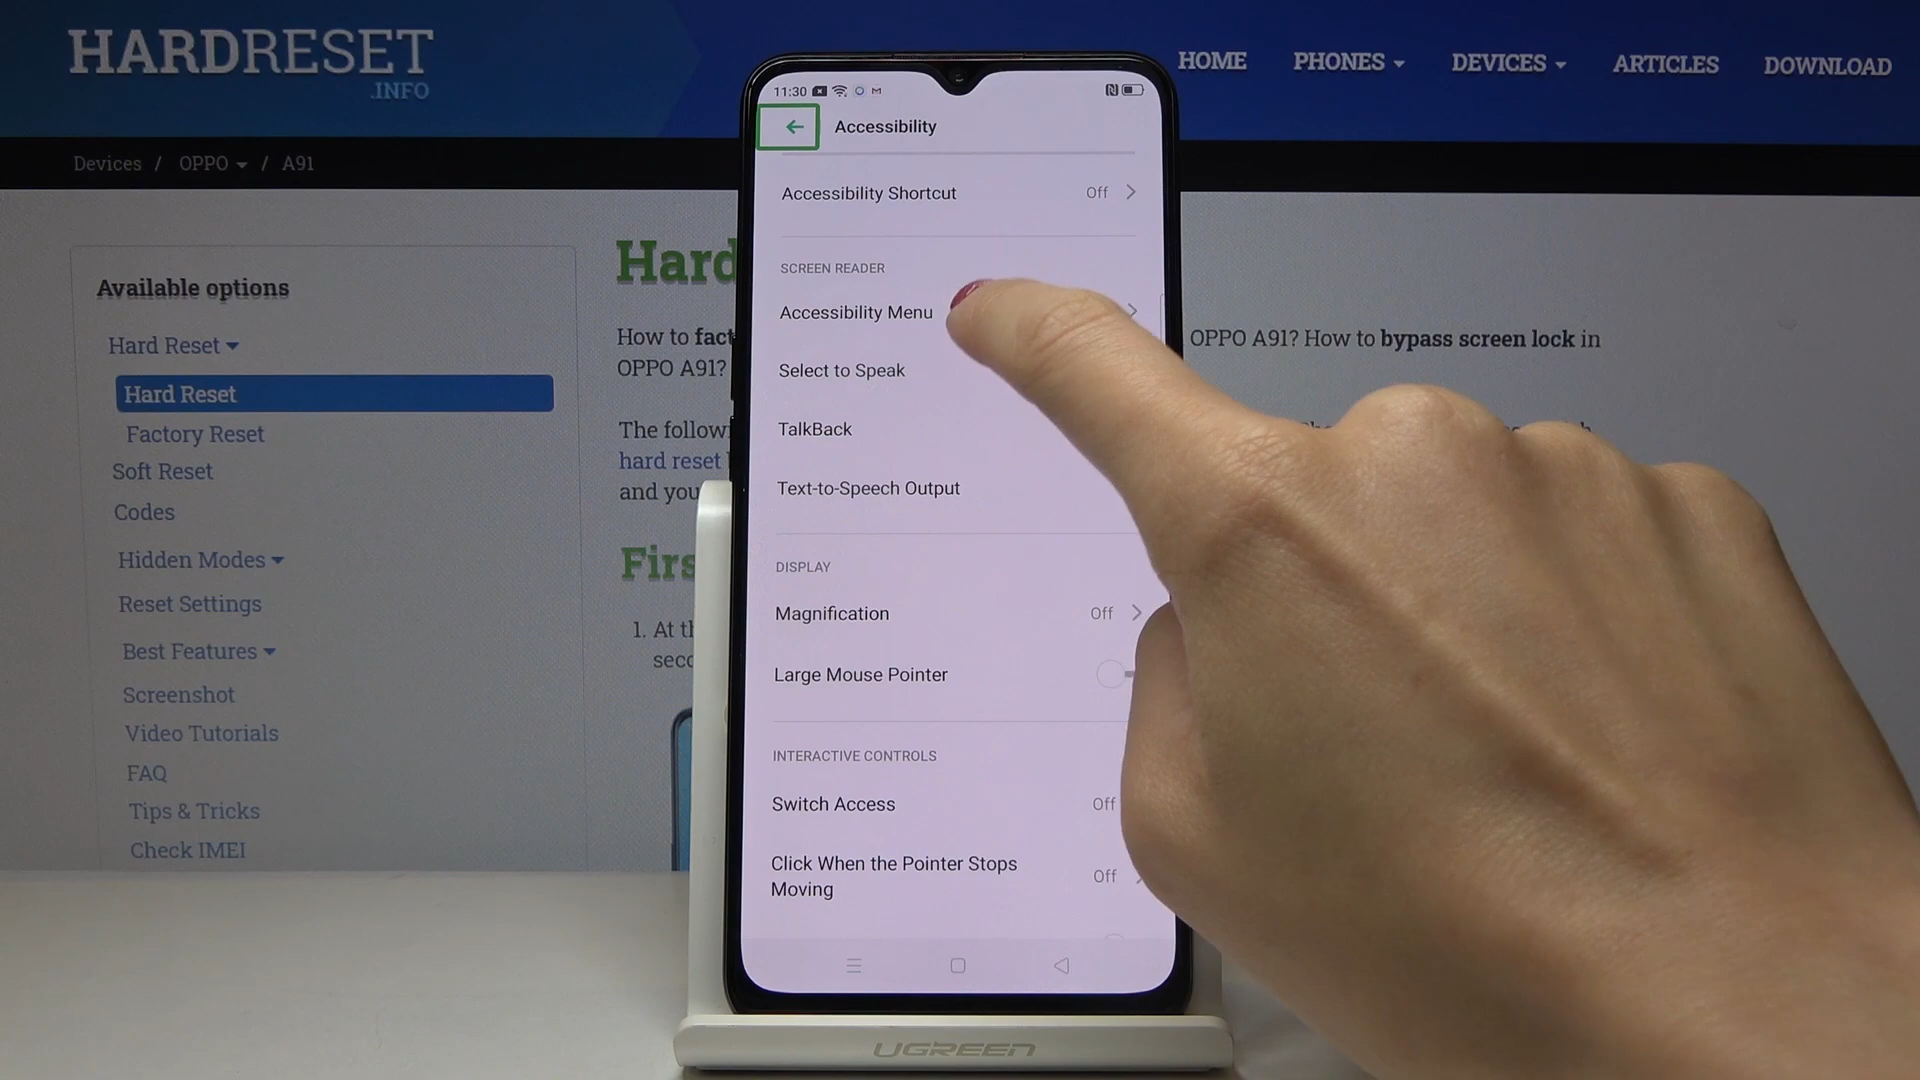 HARDRESET
.INFO
HOME PHONES DEVICES ARTICLES DOWNLOAD
Devices / OPPO / A91
Available options
Hard Reset
Hard Reset
Factory Reset
Soft Reset
Codes
Hidden Modes
Reset Settings
Best Features
Screenshot
Video Tutorials
FAQ
Tips & Tricks
Check IMEI
Hard
How to
OPPO A91?
OPPO A91? How to bypass screen lock in
The
hard reset
and you
1. At
11:30
Accessibility
Accessibility Shortcut Off
SCREEN READER
Accessibility Menu
Select to Speak
TalkBack
Text-to-Speech Output
DISPLAY
Magnification Off
Large Mouse Pointer
INTERACTIVE CONTROLS
Switch Access Off
Click When the Pointer Stops
Moving Off
UGREEN